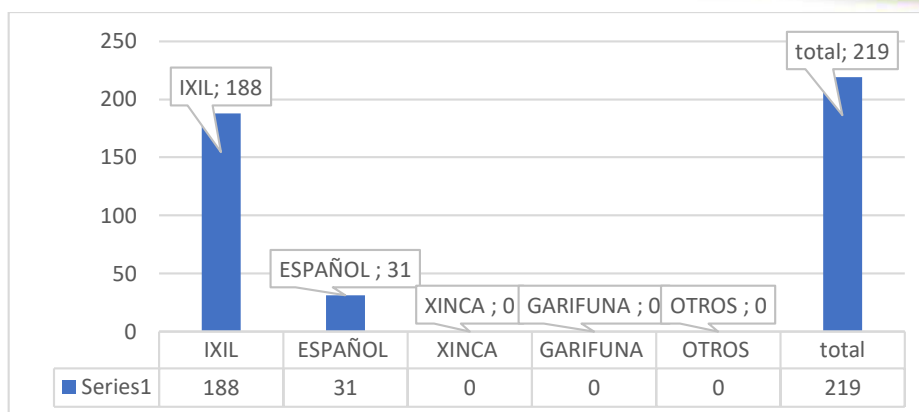 250
200
150
100
50
0
IXIL; 188
ESPAÑOL ; 31
XINCA ; 0
GARIFUNA ; 0
OTROS ; 0
total; 219
IXIL ESPAÑOL XINCA GARIFUNA OTROS total
Series1 188 31 0 0 0 219